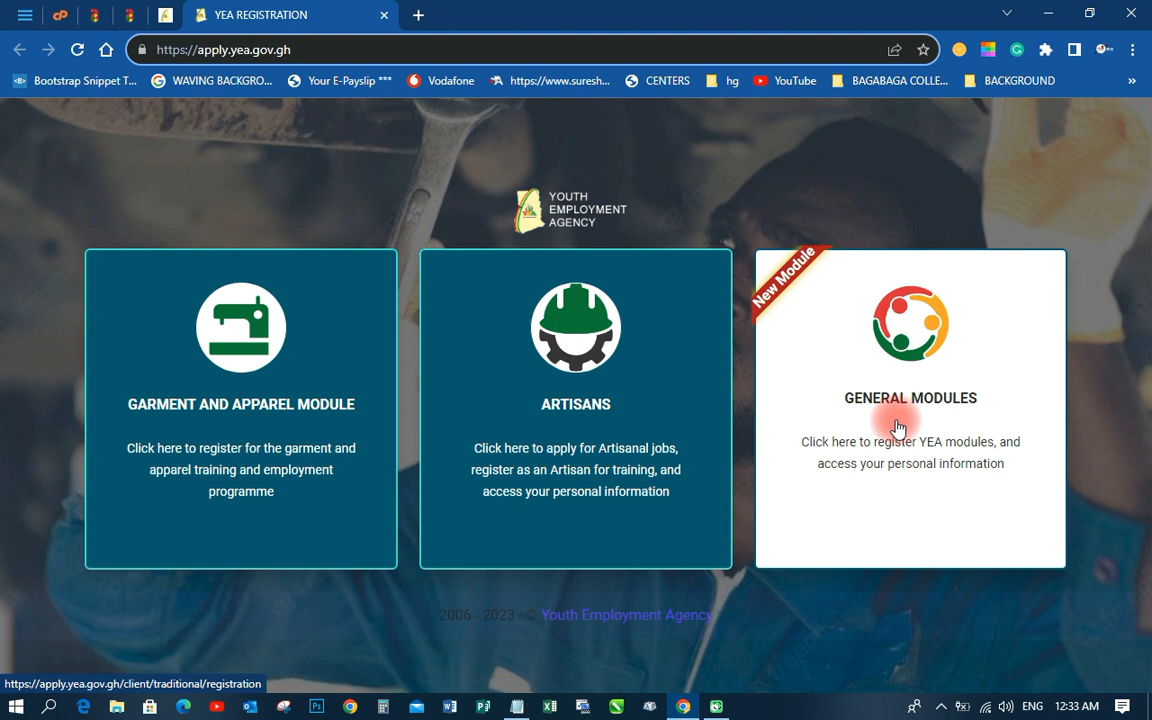 YEA REGISTRATION
https://apply.yea.gov.gh
Bootstrap Snippet T...
WAVING BACKGRO...
Your E-Payslip ***
Vodafone
https://www.suresh...
CENTERS
hg
YouTube
BAGABAGA COLLE...
BACKGROUND
»
YOUTH
EMPLOYMENT
AGENCY
GARMENT AND APPAREL MODULE
Click here to register for the garment and
apparel training and employment
programme
ARTISANS
Click here to apply for Artisanal jobs,
register as an Artisan for training, and
access your personal information
New Module
GENERAL MODULES
Click here to register YEA modules, and
access your personal information
2006 - 2023 - © Youth Employment Agency
https://apply.yea.gov.gh/client/traditional/registration
ENG
12:33 AM